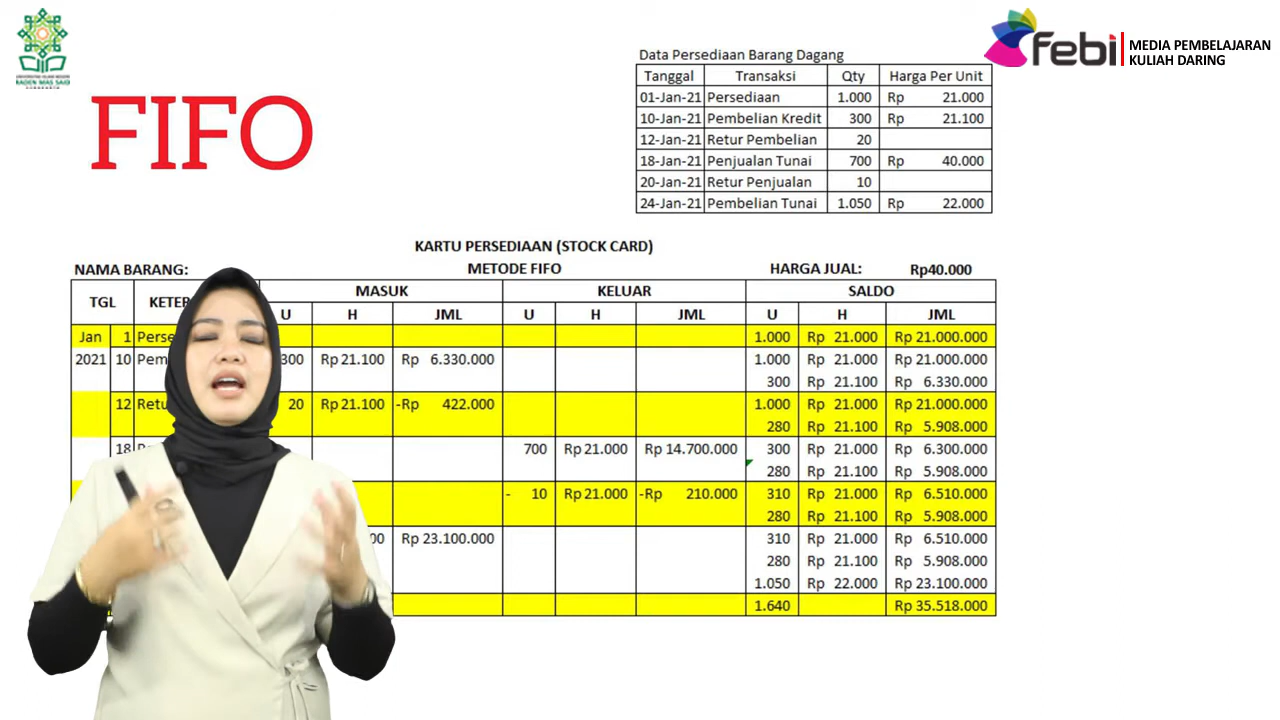 UNIVERSITAS ISLAM NEGERI
RADEN MAS SAID
SURAKARTA
febi
MEDIA PEMBELAJARAN
KULIAH DARING
FIFO
Data Persediaan Barang Dagang
Tanggal Transaksi Qty Harga Per Unit
01-Jan-21 Persediaan 1.000 Rp 21.000
10-Jan-21 Pembelian Kredit 300 Rp 21.100
12-Jan-21 Retur Pembelian 20
18-Jan-21 Penjualan Tunai 700 Rp 40.000
20-Jan-21 Retur Penjualan 10
24-Jan-21 Pembelian Tunai 1.050 Rp 22.000
KARTU PERSEDIAAN (STOCK CARD)
NAMA BARANG: METODE FIFO HARGA JUAL: Rp40.000
TGL MASUK KELUAR SALDO
U H JML U H JML U H JML
Jan 1 1.000 Rp 21.000 Rp 21.000.000
2021 10 300 Rp 21.100 Rp 6.330.000 1.000 Rp 21.000 Rp 21.000.000
300 Rp 21.100 Rp 6.330.000
12 20 Rp 21.100 -Rp 422.000 1.000 Rp 21.000 Rp 21.000.000
280 Rp 21.100 Rp 5.908.000
18 700 Rp 21.000 Rp 14.700.000 300 Rp 21.000 Rp 6.300.000
280 Rp 21.100 Rp 5.908.000
- 10 Rp 21.000 -Rp 210.000 310 Rp 21.000 Rp 6.510.000
280 Rp 21.100 Rp 5.908.000
Rp 23.100.000 310 Rp 21.000 Rp 6.510.000
280 Rp 21.100 Rp 5.908.000
1.050 Rp 22.000 Rp 23.100.000
1.640 Rp 35.518.000